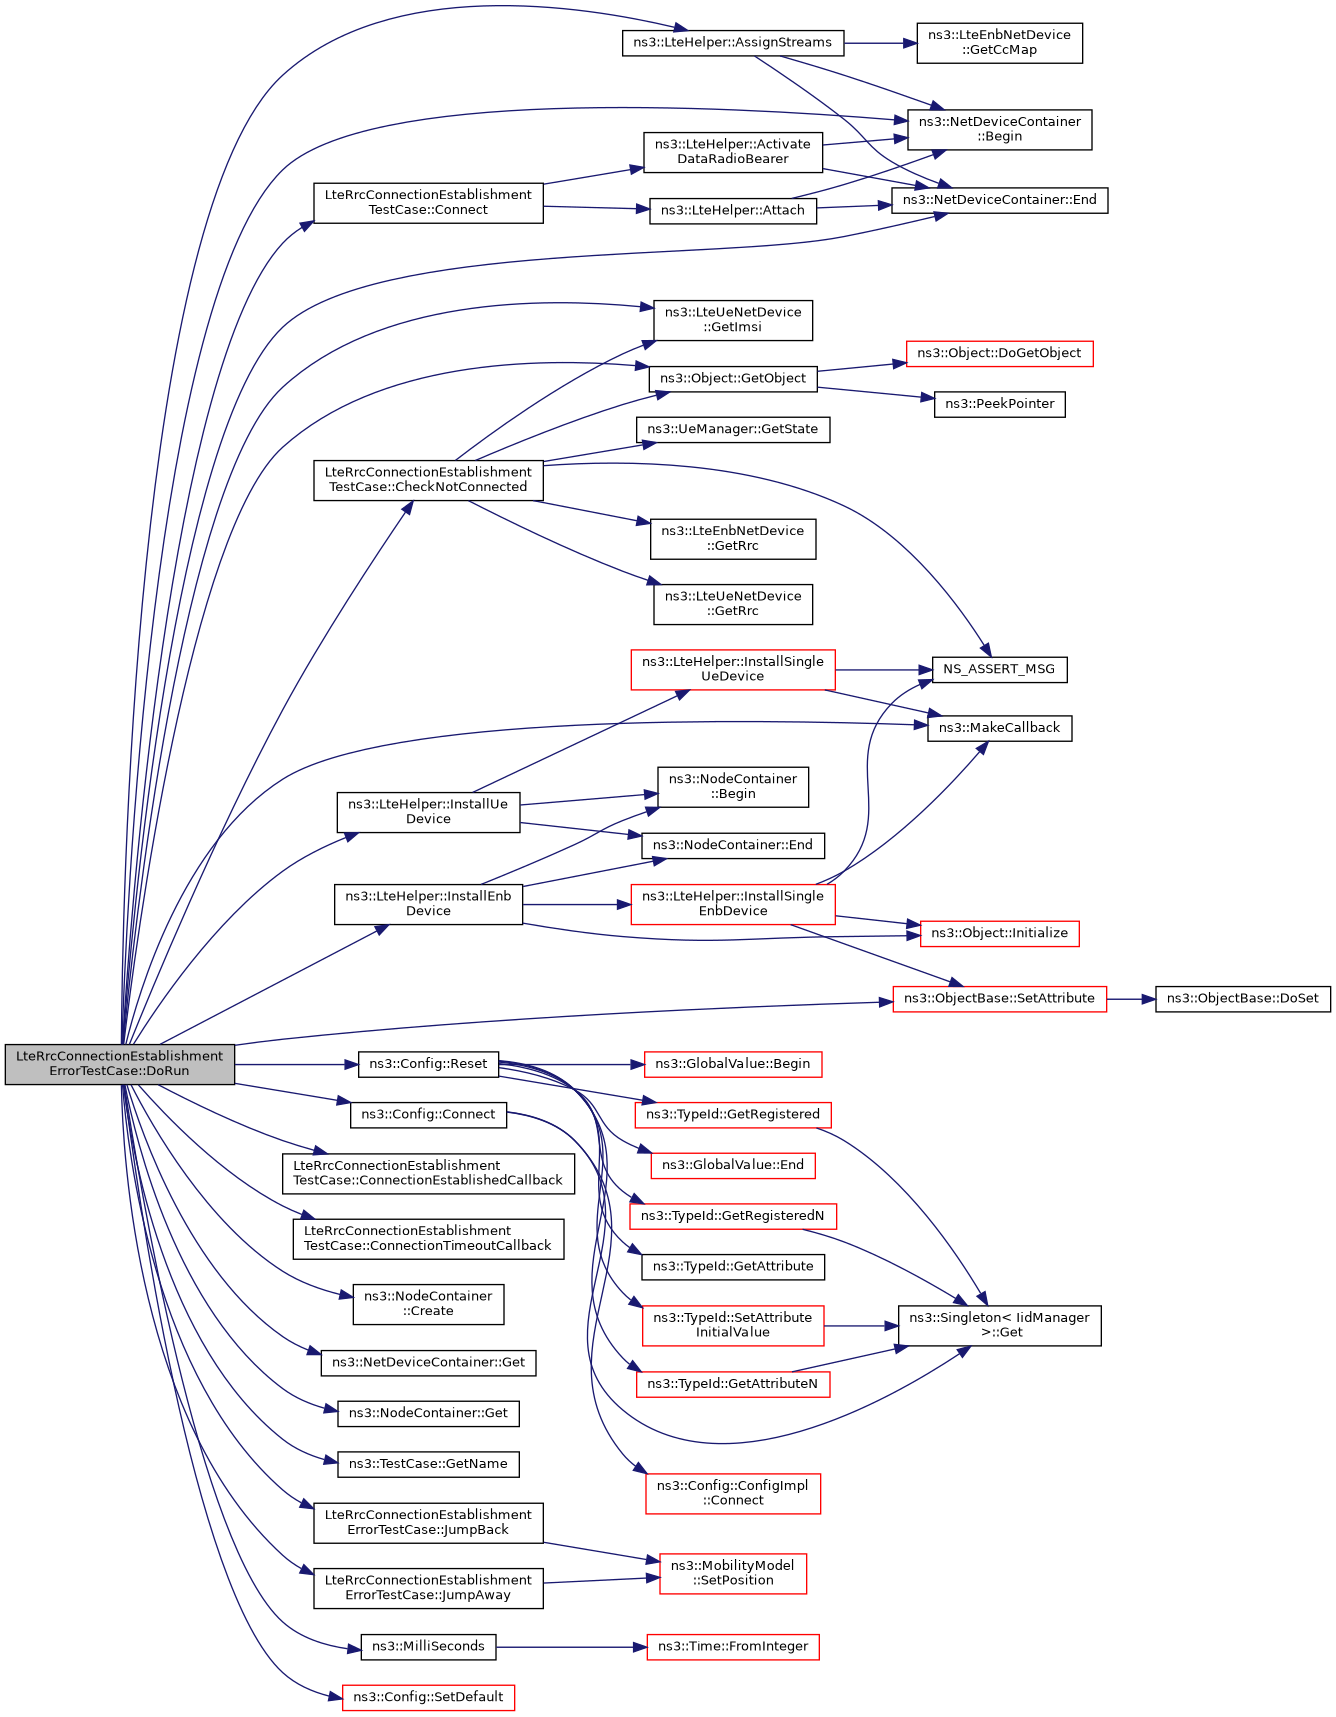 ns3::LteHelper::AssignStreams
ns3::LteEnbNetDevice
::GetCcMap
ns3::NetDeviceContainer
::Begin
ns3::LteHelper::Activate
DataRadioBearer
LteRrcConnectionEstablishment
TestCase::Connect
ns3::LteHelper::Attach
ns3::NetDeviceContainer::End
ns3::LteUeNetDevice
::GetImsi
ns3::Object::DoGetObject
ns3::Object::GetObject
ns3::PeekPointer
ns3::UeManager::GetState
LteRrcConnectionEstablishment
TestCase::CheckNotConnected
ns3::LteEnbNetDevice
::GetRrc
ns3::LteUeNetDevice
::GetRrc
ns3::LteHelper::InstallSingle
UeDevice
NS_ASSERT_MSG
ns3::MakeCallback
ns3::NodeContainer
::Begin
ns3::LteHelper::InstallUe
Device
ns3::NodeContainer::End
ns3::LteHelper::InstallEnb
Device
ns3::LteHelper::InstallSingle
EnbDevice
ns3::Object::Initialize
ns3::ObjectBase::SetAttribute
ns3::ObjectBase::DoSet
LteRrcConnectionEstablishment
ErrorTestCase::DoRun
ns3::Config::Reset
ns3::GlobalValue::Begin
ns3::Config::Connect
ns3::TypeId::GetRegistered
LteRrcConnectionEstablishment
TestCase::ConnectionEstablishedCallback
ns3::GlobalValue::End
ns3::TypeId::GetRegisteredN
LteRrcConnectionEstablishment
TestCase::ConnectionTimeoutCallback
ns3::TypeId::GetAttribute
ns3::NodeContainer
::Create
ns3::TypeId::SetAttribute
InitialValue
ns3::Singleton< IidManager
>::Get
ns3::NetDeviceContainer::Get
ns3::TypeId::GetAttributeN
ns3::NodeContainer::Get
ns3::TestCase::GetName
ns3::Config::ConfigImpl
::Connect
LteRrcConnectionEstablishment
ErrorTestCase::JumpBack
ns3::MobilityModel
::SetPosition
LteRrcConnectionEstablishment
ErrorTestCase::JumpAway
ns3::MilliSeconds
ns3::Time::FromInteger
ns3::Config::SetDefault